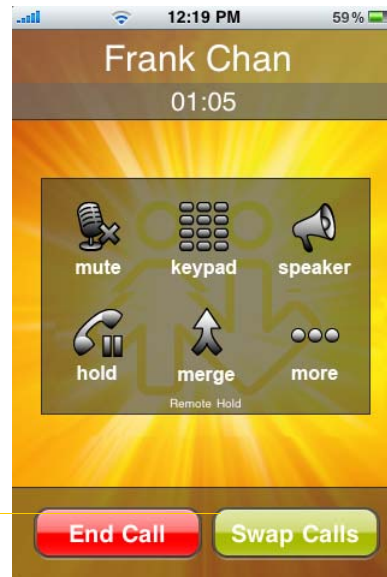 12:19 PM 59%
Frank Chan
01:05
mute keypad speaker
hold merge more
Remote Hold
End Call Swap Calls